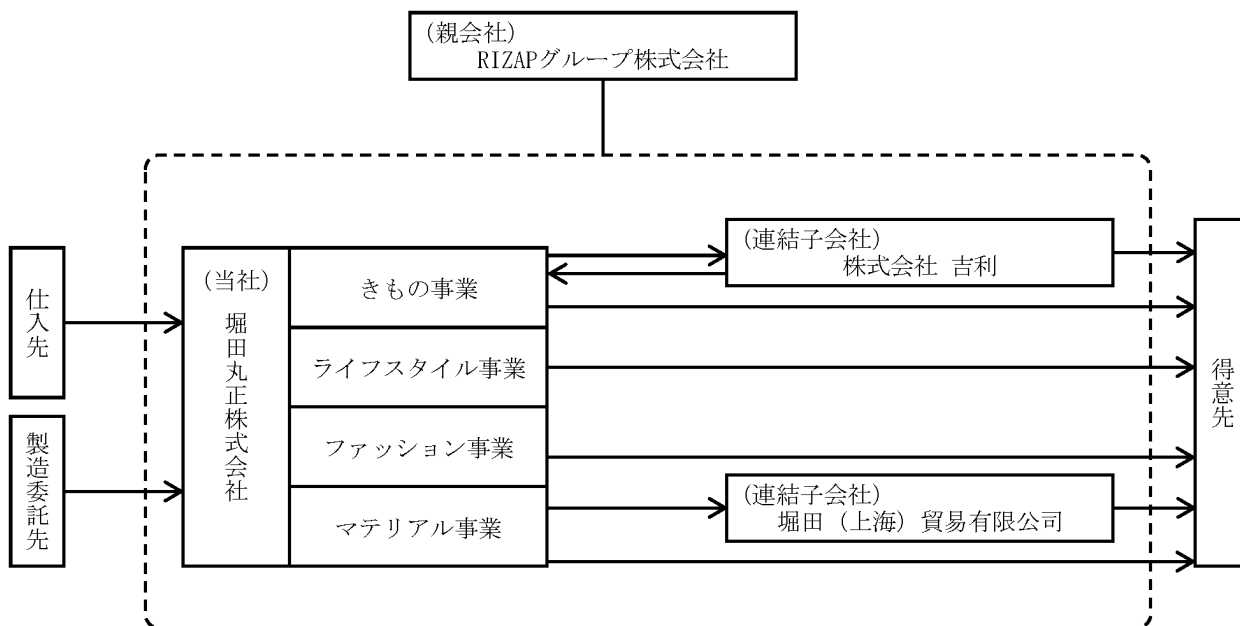 (親会社)
RIZAPグループ株式会社
仕入先
製造委託先
(当社)
堀田丸正株式会社
きもの事業
ライフスタイル事業
ファッション事業
マテリアル事業
(連結子会社)
株式会社 吉利
(連結子会社)
堀田（上海）貿易有限公司
得意先